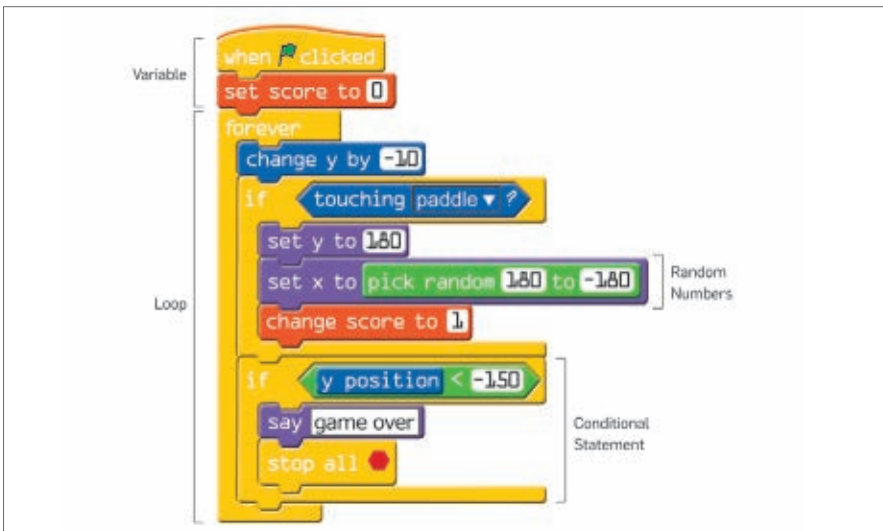 when clicked
Variable
set score to 0
forever
change y by -10
if touching paddle ?
set y to 180
set x to pick random 180 to -180
Random
Numbers
Loop
change score to 1
if y position < -150
say game over
Conditional
Statement
stop all